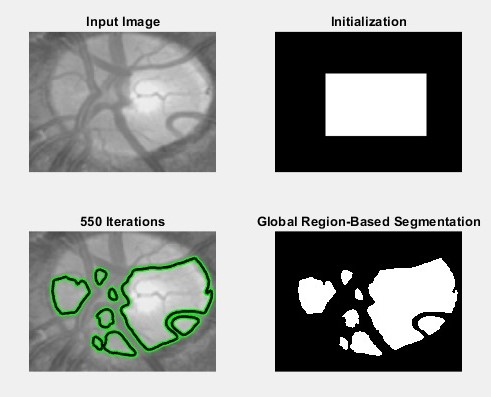 Input Image
Initialization
550 Iterations
Global Region-Based Segmentation